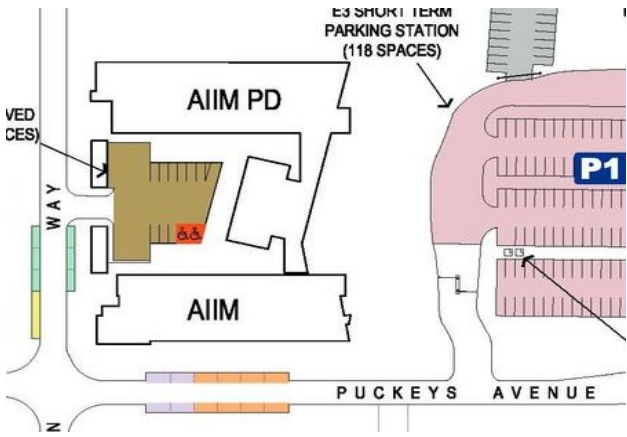 E3 SHORT TERM
PARKING STATION
(118 SPACES)
AIIM PD
VED
CES)
P1
WAY
AIIM
PUCKEYS AVENUE
N